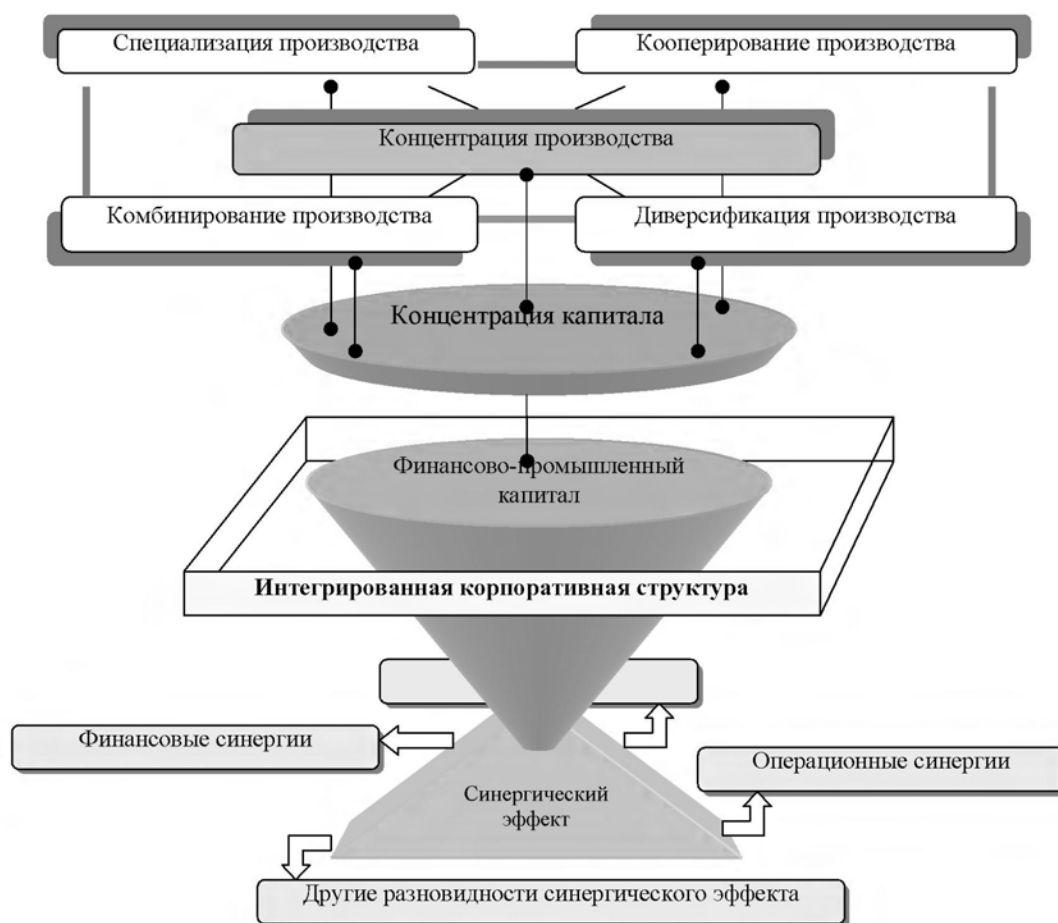 Специализация производства
Кооперирование производства
Концентрация производства
Комбинирование производства
Диверсификация производства
Концентрация капитала
Финансово-промышленный
капитал
Интегрированная корпоративная структура
Финансовые синергии
Операционные синергии
Синергический
эффект
Другие разновидности синергического эффекта